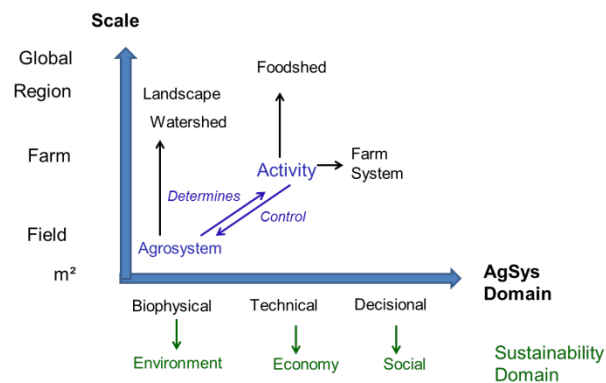 Scale
Global
Foodshed
Region
Landscape
Watershed
Farm
Activity
Farm
System
Determines
Control
Field
Agrosystem
m²
AgSys
Domain
Biophysical
Technical
Decisional
Environment
Economy
Social
Sustainability
Domain